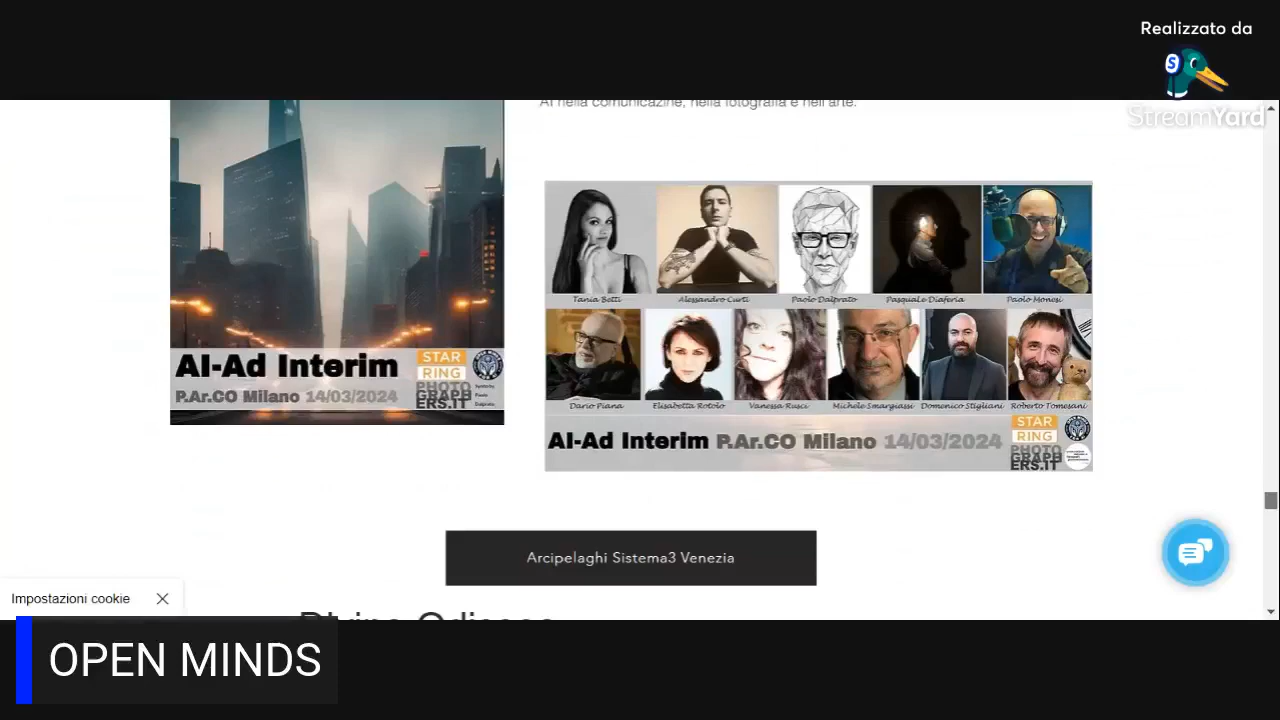 Realizzato da
StreamYard
AI nella comunicazine, nella fotografia e nell'arte.
Tania Betti
Alessandro Curti
Paolo Dalprato
Pasquale Diaferia
Paolo Monesi
Dario Piana
Elisabetta Rotolo
Vanessa Rusci
Michele Smargiassi
Domenico Stigliani
Roberto Tomesani
AI-Ad Interim P.Ar.CO Milano 14/03/2024
STAR
RING
PHOTO
GRAPH
ERS.IT
AI-Ad Interim
P.Ar.CO Milano 14/03/2024
STAR
RING
PHOTO
GRAPH
ERS.IT
Arcipelaghi Sistema3 Venezia
Impostazioni cookie
OPEN MINDS